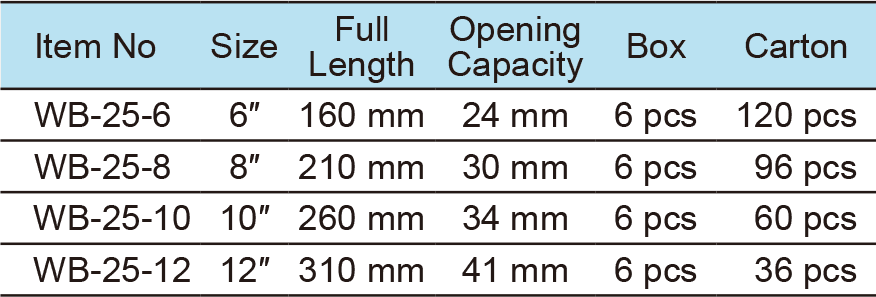 Item No Size Full Length Opening Capacity Box Carton
WB-25-6 6″ 160 mm 24 mm 6 pcs 120 pcs
WB-25-8 8″ 210 mm 30 mm 6 pcs 96 pcs
WB-25-10 10″ 260 mm 34 mm 6 pcs 60 pcs
WB-25-12 12″ 310 mm 41 mm 6 pcs 36 pcs